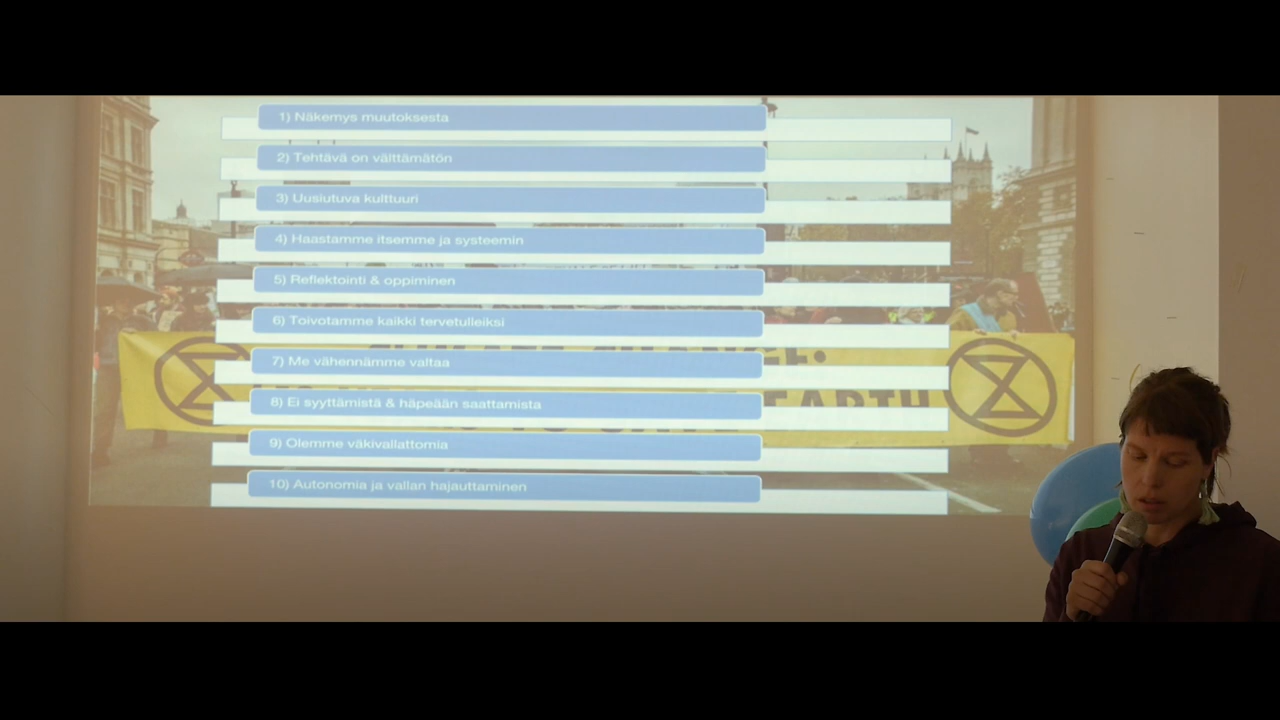 1) Näkemys muutoksesta
2) Tehtävä on välttämätön
3) Uusiutuva kulttuuri
4) Haastamme itsemme ja systeemin
5) Reflektointi & oppiminen
6) Toivotamme kaikki tervetulleiksi
7) Me vähennämme valtaa
8) Ei syyttämistä & häpeään saattamista
9) Olemme väkivallattomia
10) Autonomia ja vallan hajauttaminen
EARTH